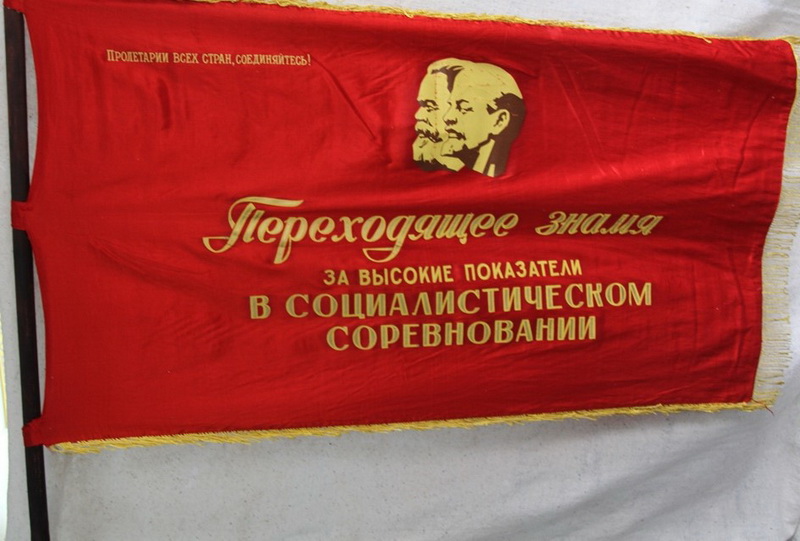 Пролетарии всех стран, соединяйтесь!
Переходящее знамя
ЗА ВЫСОКИЕ ПОКАЗАТЕЛИ
В СОЦИАЛИСТИЧЕСКОМ
СОРЕВНОВАНИИ